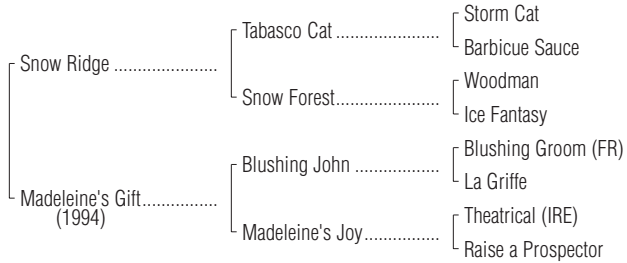 Storm Cat
Tabasco Cat ......................
Barbicue Sauce
Snow Ridge ......................
Woodman
Snow Forest......................
Ice Fantasy
Blushing Groom (FR)
Blushing John ..................
La Griffe
Madeleine's Gift................
(1994)
Theatrical (IRE)
Madeleine's Joy................
Raise a Prospector